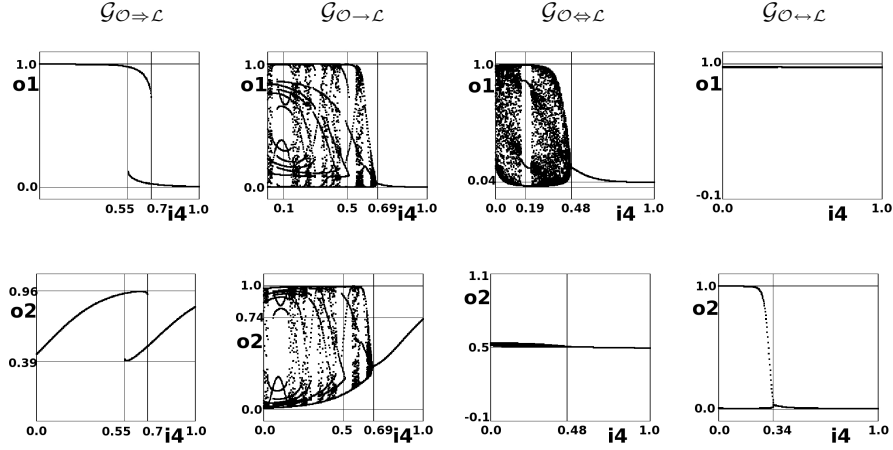 𝒢𝒪⇒ℒ 𝒢𝒪→ℒ 𝒢𝒪⇔ℒ 𝒢𝒪↔ℒ
1.0 1.0 1.0 1.0
o1 o1 o1 o1
0.0 0.0 0.04 -0.1
0.55 0.7 1.0 0.1 0.5 0.69 1.0 0.0 0.19 0.48 1.0 0.0 1.0
i4 i4 i4 i4
0.96 1.0 1.1 1.0
o2 0.74 o2 o2
0.39 o2 0.5
0.0 -0.1 0.0
0.0 0.55 0.7 1.0 0.0 0.5 0.69 1.0 0.0 0.48 1.0 0.0 0.34 1.0
i4 i4 i4 i4